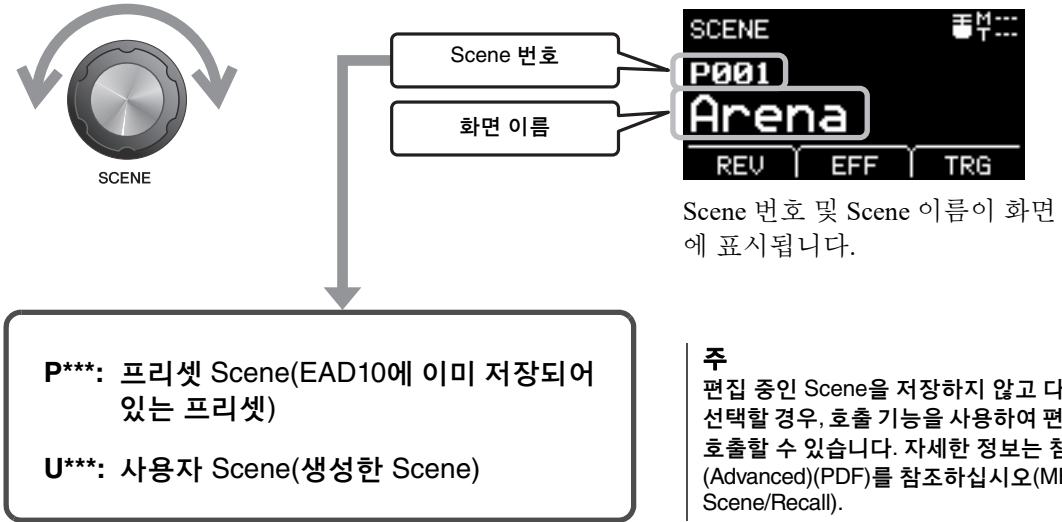 Scene 번호
화면 이름
SCENE
SCENE
M---
T---
P001
Arena
REV EFF TRG
Scene 번호 및 Scene 이름이 화면
에 표시됩니다.
P***: 프리셋 Scene(EAD10에 이미 저장되어
있는 프리셋)
U***: 사용자 Scene(생성한 Scene)
주
편집 중인 Scene을 저장하지 않고
선택할 경우, 호출 기능을 사용하여
호출할 수 있습니다. 자세한 정보는
(Advanced)(PDF)를 참조하십시오
Scene/Recall).